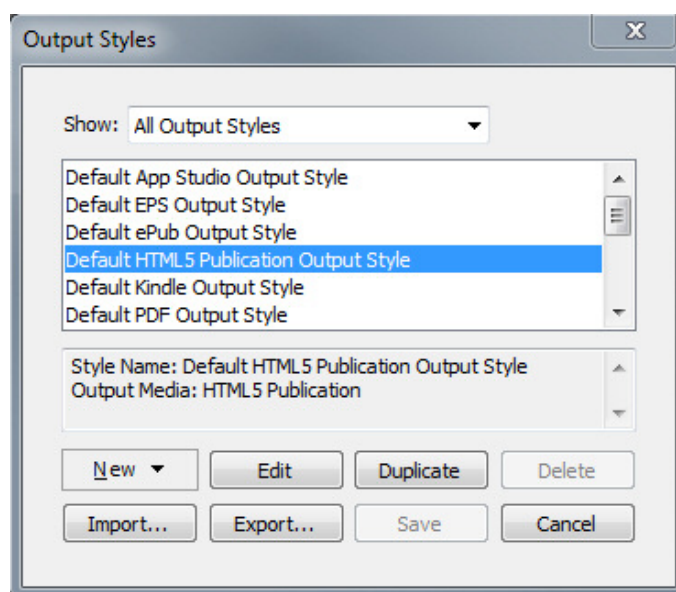 Output Styles
Show: All Output Styles
Default App Studio Output Style
Default EPS Output Style
Default ePub Output Style
Default HTML5 Publication Output Style
Default Kindle Output Style
Default PDF Output Style
Style Name: Default HTML5 Publication Output Style
Output Media: HTML5 Publication
New Edit Duplicate Delete
Import... Export... Save Cancel